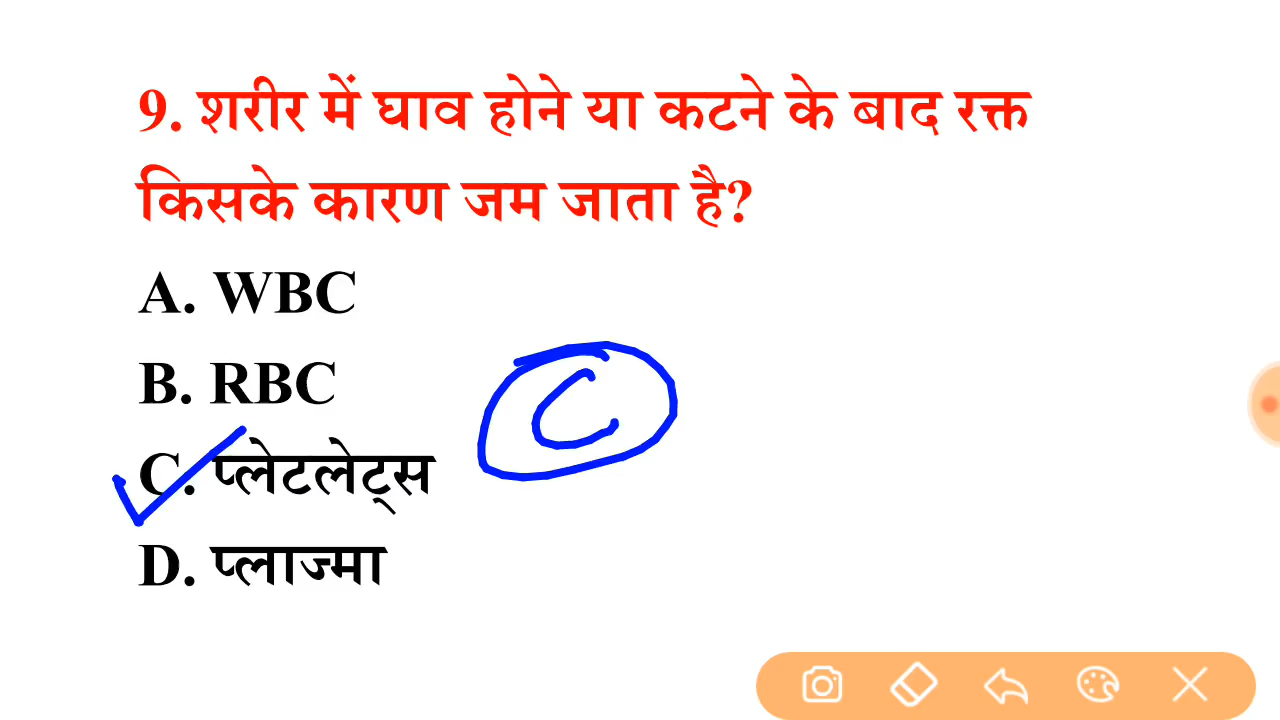 9. शरीर में घाव होने या कटने के बाद रक्त
किसके कारण जम जाता है?
A. WBC
B. RBC
C
C. प्लेटलेट्स
D. प्लाज्मा